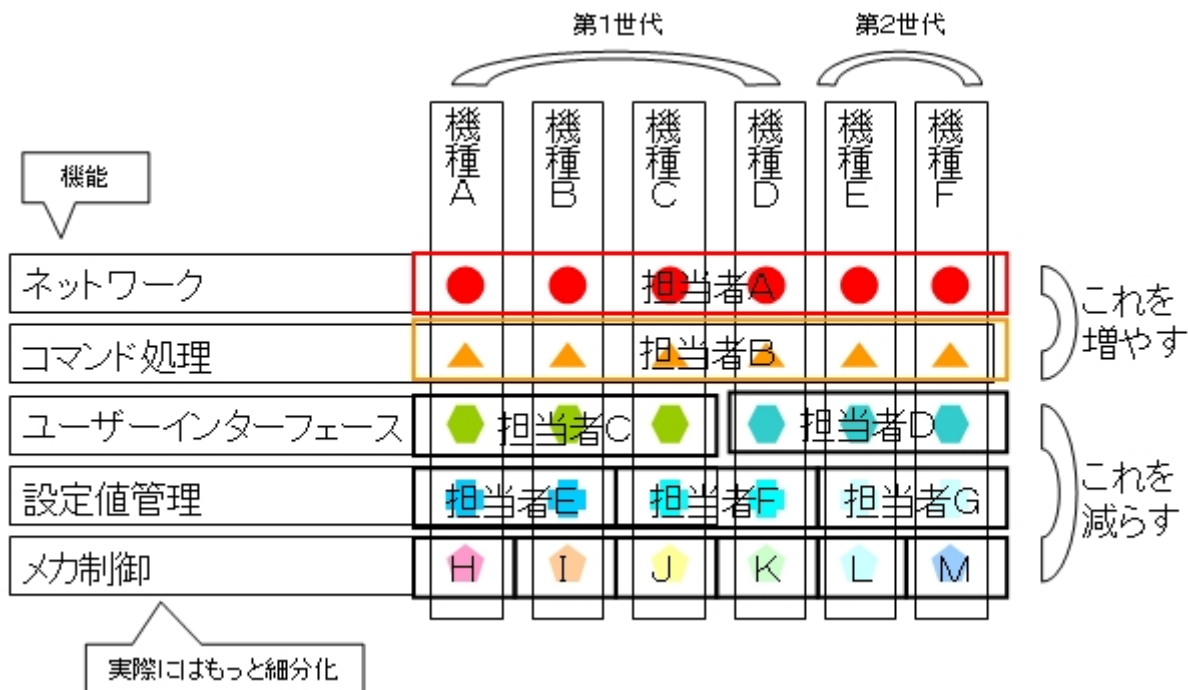 第1世代
第2世代
機種A
機種B
機種C
機種D
機種E
機種F
機能
ネットワーク
担当者A
コマンド処理
担当者B
これを
増やす
ユーザーインターフェース
担当者C
担当者D
設定値管理
担当者E
担当者F
担当者G
これを
減らす
メカ制御
H
I
J
K
L
M
実際にはもっと細分化